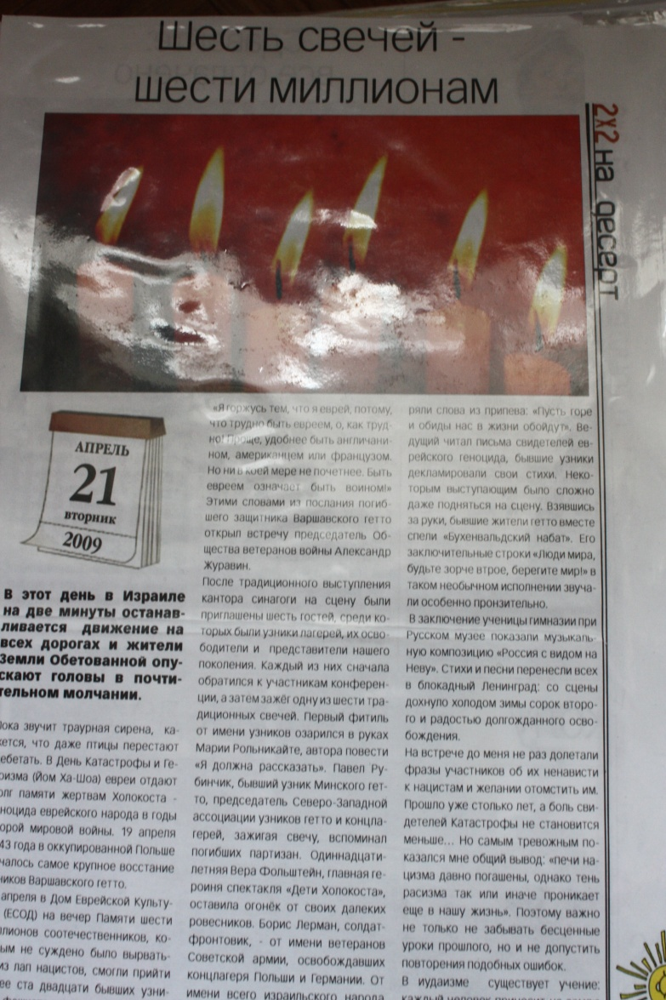 Шесть свечей -
шести миллионам
2х2 на десерт
АПРЕЛЬ
21
вторник
2009
В этот день в Израиле
на две минуты останав-
ливается движение на
всех дорогах и жители
Земли Обетованной опу-
скают головы в почти-
тельном молчании.
Пока звучит траурная сирена, ка-
жется, что даже птицы перестают
щебетать. В День Катастрофы и Ге-
роизма (Йом Ха-Шоа) евреи отдают
долг памяти жертвам Холокоста -
геноцида еврейского народа в годы
Второй мировой войны. 19 апреля
43 года в оккупированной Польше
началось самое крупное восстание
узников Варшавского гетто.
апреля в Дом Еврейской Культу-
(ЕСОД) на вечер Памяти шести
миллионов соотечественников, ко-
торым не суждено было вырвать-
из лап нацистов, смогли прийти
более ста двадцати бывших узни-
«Я горжусь тем, что я еврей, потому,
что трудно быть евреем, о, как труд-
но! Проще, удобнее быть англичани-
ном, американцем или французом.
Но ни в коей мере не почетнее. Быть
евреем означает быть воином!»
Этими словами из послания погиб-
шего защитника Варшавского гетто
открыл встречу председатель Об-
щества ветеранов войны Александр
Журавин.
После традиционного выступления
кантора синагоги на сцену были
приглашены шесть гостей, среди ко-
торых были узники лагерей, их осво-
бодители и представители нашего
поколения. Каждый из них сначала
обратился к участникам конферен-
ции, а затем зажёг одну из шести тра-
диционных свечей. Первый фитиль
от имени узников озарился в руках
Марии Рольникайте, автора повести
«Я должна рассказать». Павел Ру-
бинчик, бывший узник Минского гет-
то, председатель Северо-Западной
ассоциации узников гетто и концла-
герей, зажигая свечу, вспоминал
погибших партизан. Одиннадцати-
летняя Вера Фольштейн, главная ге-
роиня спектакля «Дети Холокоста»,
оставила огонёк от своих далеких
ровесников. Борис Лерман, солдат-
фронтовик, - от имени ветеранов
Советской армии, освобождавших
концлагеря Польши и Германии. От
имени всего израильского народа
ряли слова из припева: «Пусть горе
и обиды нас в жизни обойдут». Ве-
дущий читал письма свидетелей ев-
рейского геноцида, бывшие узники
декламировали свои стихи. Неко-
торым выступающим было сложно
даже подняться на сцену. Взявшись
за руки, бывшие жители гетто вместе
спели «Бухенвальдский набат». Его
заключительные строки «Люди мира,
будьте зорче втрое, берегите мир!» в
таком необычном исполнении звуча-
ли особенно пронзительно.
В заключение ученицы гимназии при
Русском музее показали музыкаль-
ную композицию «Россия с видом на
Неву». Стихи и песни перенесли всех
в блокадный Ленинград: со сцены
дохнуло холодом зимы сорок второ-
го и радостью долгожданного осво-
бождения.
На встрече до меня не раз долетали
фразы участников об их ненависти
к нацистам и желании отомстить им.
Прошло уже столько лет, а боль сви-
детелей Катастрофы не становится
меньше... Но самым тревожным по-
казался мне общий вывод: «печи на-
цизма давно погашены, однако тень
расизма так или иначе проникает
еще в нашу жизнь». Поэтому важно
не только не забывать бесценные
уроки прошлого, но и не допустить
повторения подобных ошибок.
В иудаизме существует учение:
каждый человек